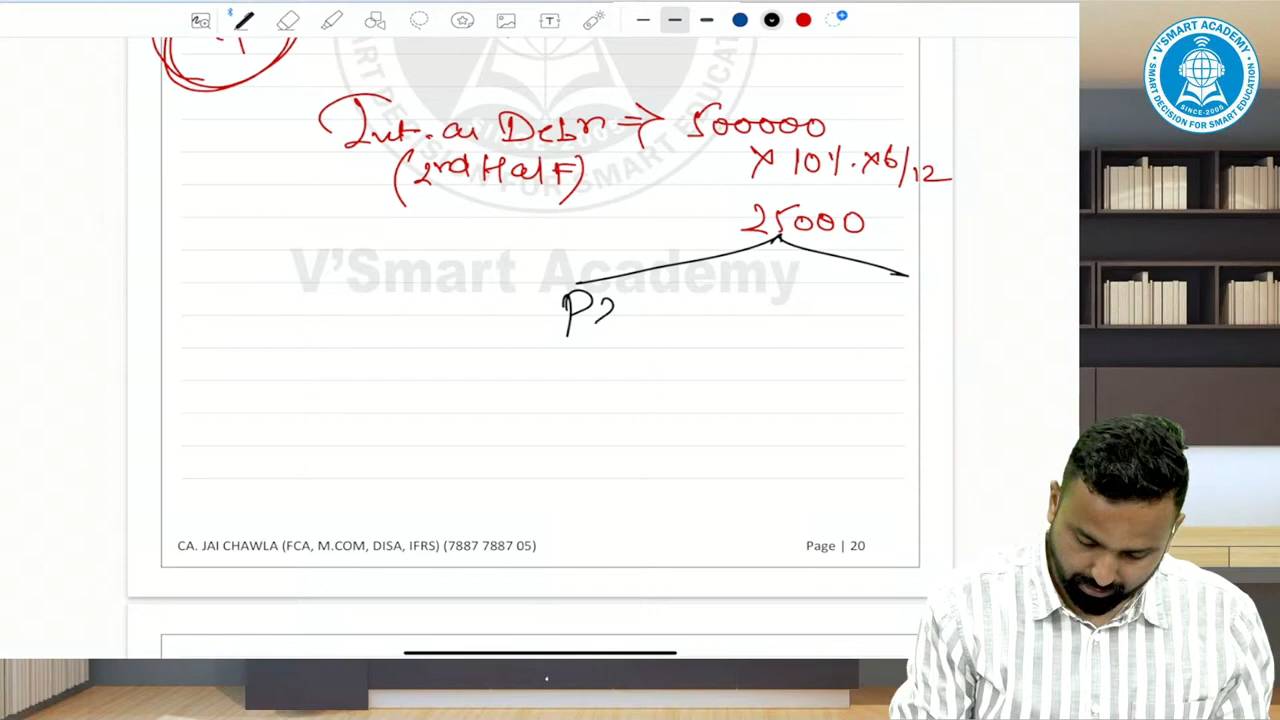 V'SMART ACADEMY
SMART DECISION FOR SMART EDUCATION
SINCE-2005
Int. on Debn ⇒ 500000
(2nd Half) × 10% × 6/12
25000
V'Smart Academy
CA. JAI CHAWLA (FCA, M.COM, DISA, IFRS) (7887 7887 05)
Page | 20